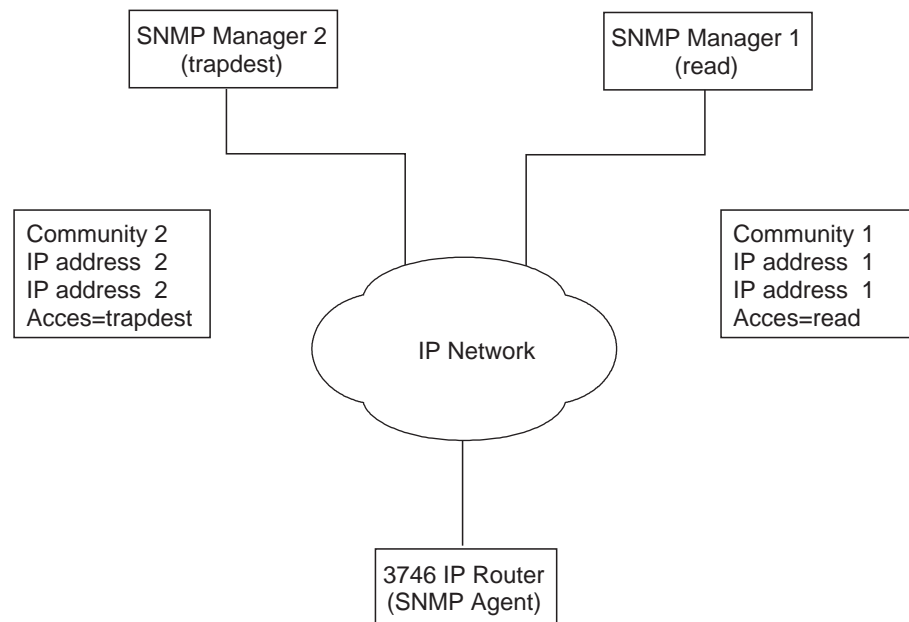 SNMP Manager 2
(trapdest)
SNMP Manager 1
(read)
Community 2
IP address 2
IP address 2
Acces=trapdest
Community 1
IP address 1
IP address 1
Acces=read
IP Network
3746 IP Router
(SNMP Agent)